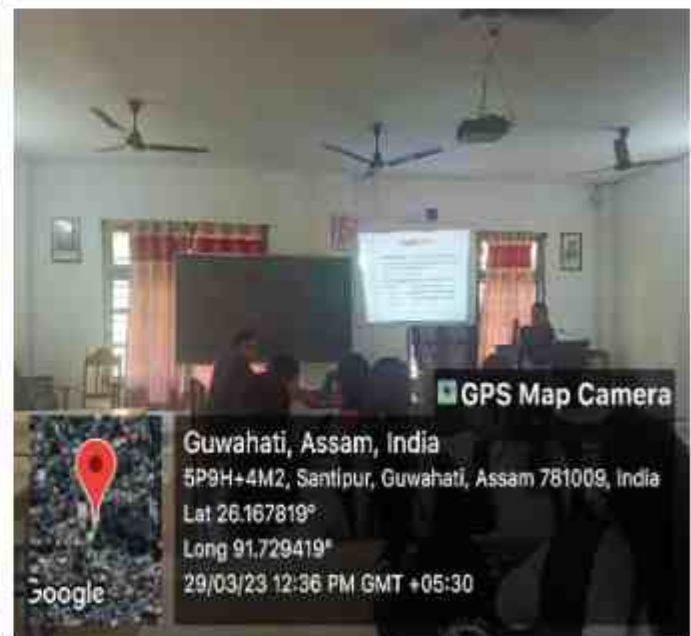 GPS Map Camera
Guwahati, Assam, India
5P9H+4M2, Santipur, Guwahati, Assam 781009, India
Lat 26.167819°
Long 91.729419°
29/03/23 12:36 PM GMT +05:30
Google